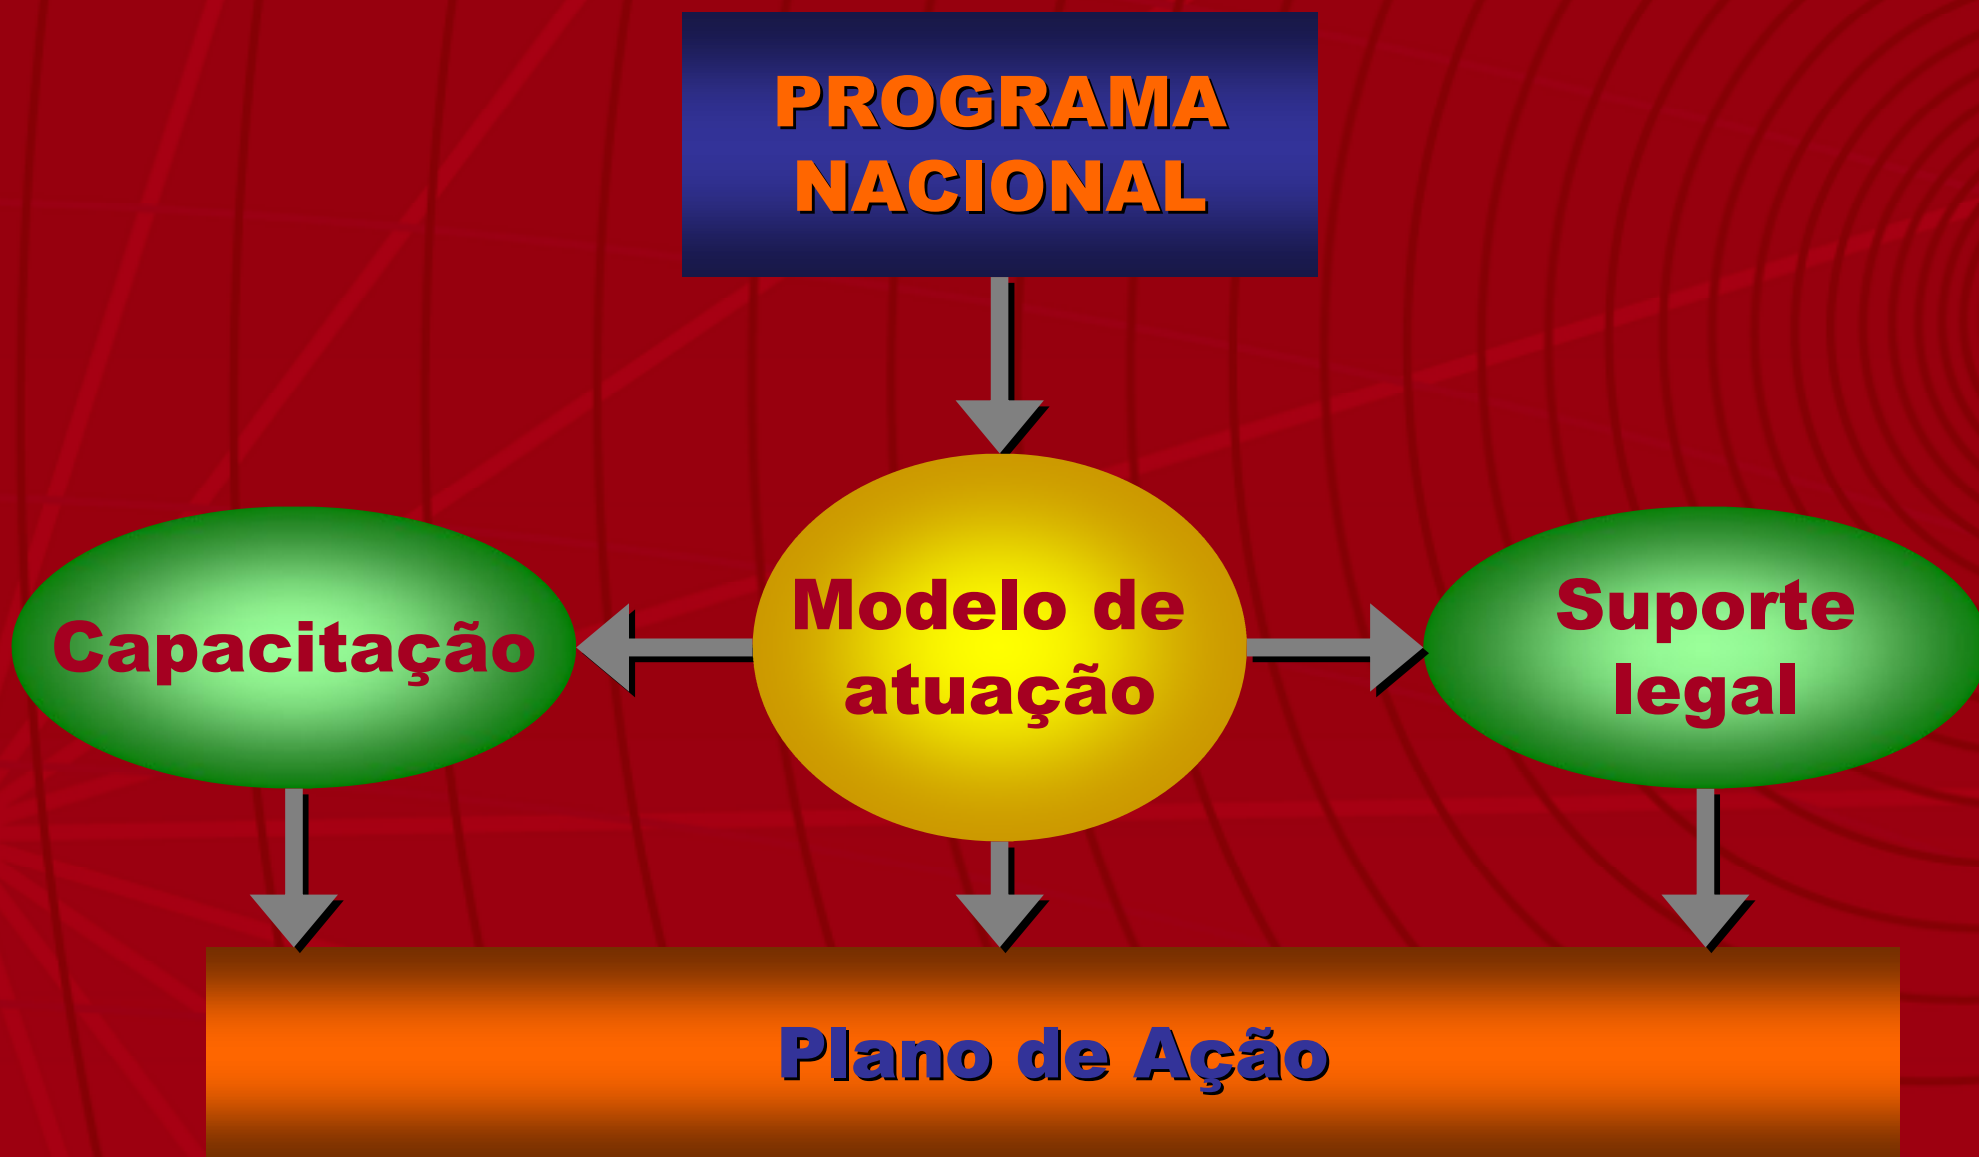 PROGRAMA
NACIONAL
Capacitação
Modelo de
atuação
Suporte
legal
Plano de Ação